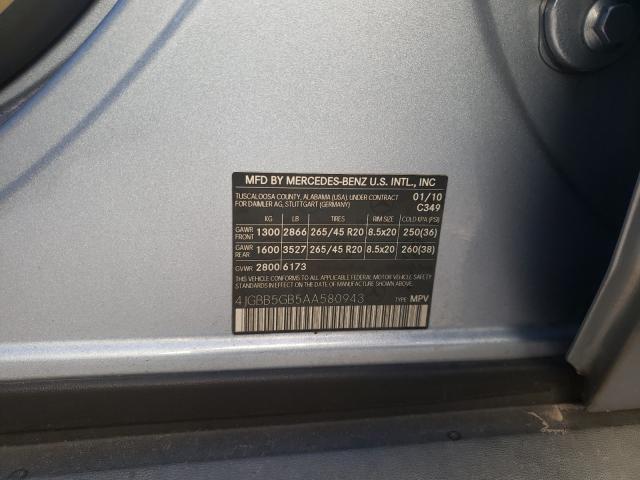 MFD BY MERCEDES-BENZ U.S. INTL., INC
TUSCALOOSA COUNTY, ALABAMA (USA). UNDER CONTRACT 01/10
FOR DAIMLER AG, STUTTGART (GERMANY) C349
KG LB TIRES RIM SIZE COLD KPA (PSI)
GAWR FRONT 1300 2866 265/45 R20 8.5x20 250(36)
GAWR REAR 1600 3527 265/45 R20 8.5x20 260(38)
GVWR 2800 6173
THIS VEHICLE CONFORMS TO ALL APPLICABLE FEDERAL MOTOR VEHICLE SAFETY
STANDARDS IN EFFECT ON THE DATE OF MANUFACTURE SHOWN ABOVE.
4JGBB5GB5AA580943 TYPE: MPV